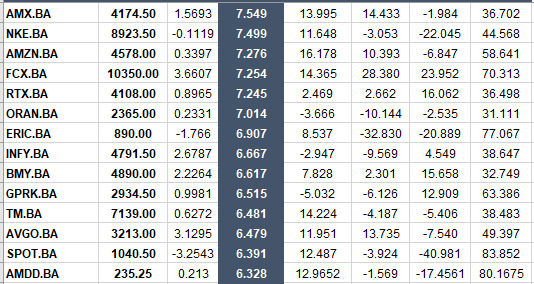 AMX.BA 4174.50 1.5693 7.549 13.995 14.433 -1.984 36.702
NKE.BA 8923.50 -0.1119 7.499 11.648 -3.053 -22.045 44.568
AMZN.BA 4578.00 0.3397 7.276 16.178 10.393 -6.847 58.641
FCX.BA 10350.00 3.6607 7.254 14.365 28.380 23.952 70.313
RTX.BA 4108.00 0.8965 7.245 2.469 2.662 16.062 36.498
ORAN.BA 2365.00 0.2331 7.014 -3.666 -10.144 -2.535 31.111
ERIC.BA 890.00 -1.766 6.907 8.537 -32.830 -20.889 77.067
INFY.BA 4791.50 2.6787 6.667 -2.947 -9.569 4.549 38.647
BMY.BA 4890.00 2.2264 6.617 7.828 2.301 15.658 32.749
GPRK.BA 2934.50 0.9981 6.515 -5.032 -6.126 12.909 63.386
TM.BA 7139.00 0.6272 6.481 14.224 -4.187 -5.406 38.483
AVGO.BA 3213.00 3.1295 6.479 11.951 13.735 -7.540 49.397
SPOT.BA 1040.50 -3.2543 6.391 12.487 -3.924 -40.981 83.852
AMDD.BA 235.25 0.213 6.328 12.9652 -1.569 -17.4561 80.1675